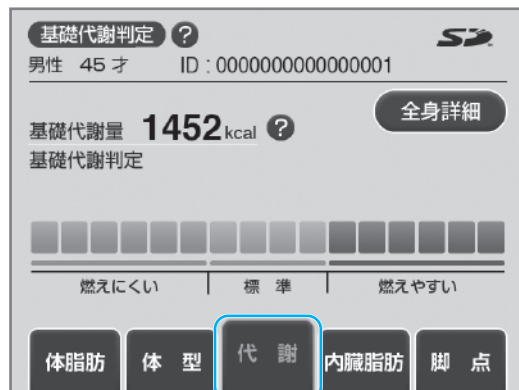 基礎代謝判定 ?
SD
男性 45才 ID:0000000000000001
全身詳細
基礎代謝量 1452kcal ?
基礎代謝判定
燃えにくい 標 準 燃えやすい
体脂肪 体 型 代 謝 内臓脂肪 脚 点